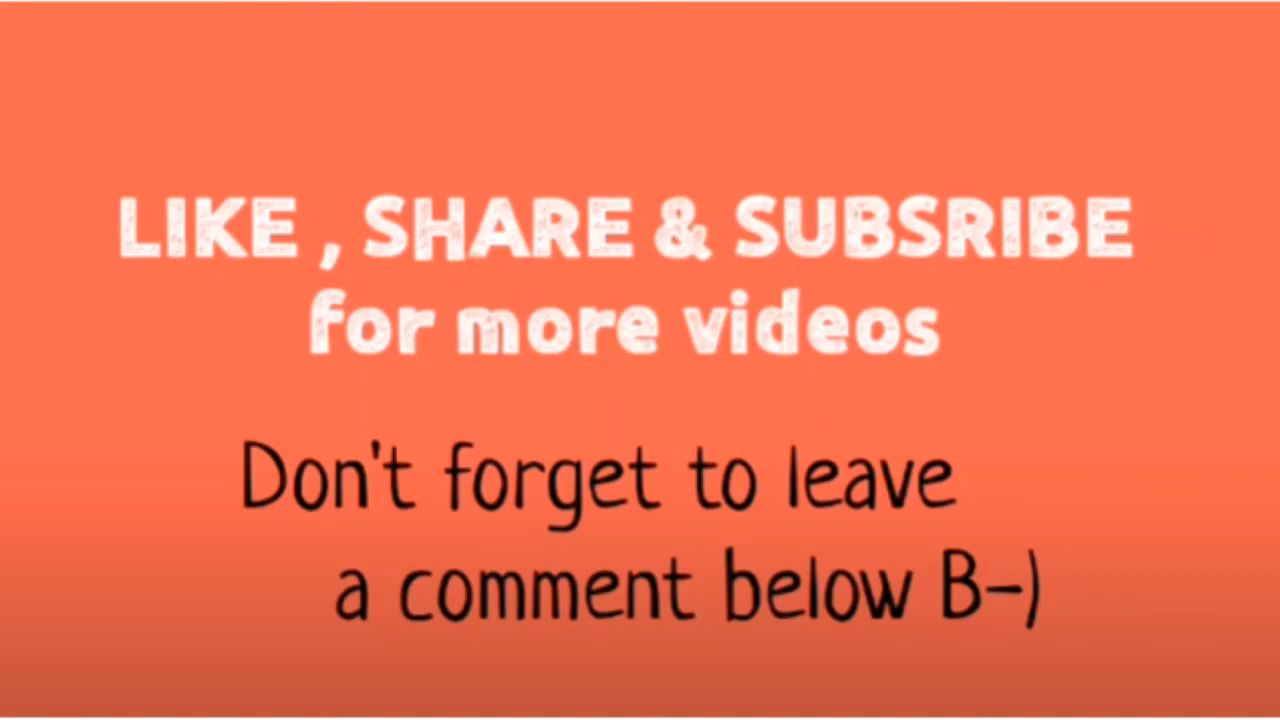 LIKE , SHARE & SUBSRIBE
for more videos
Don't forget to leave
a comment below B-)